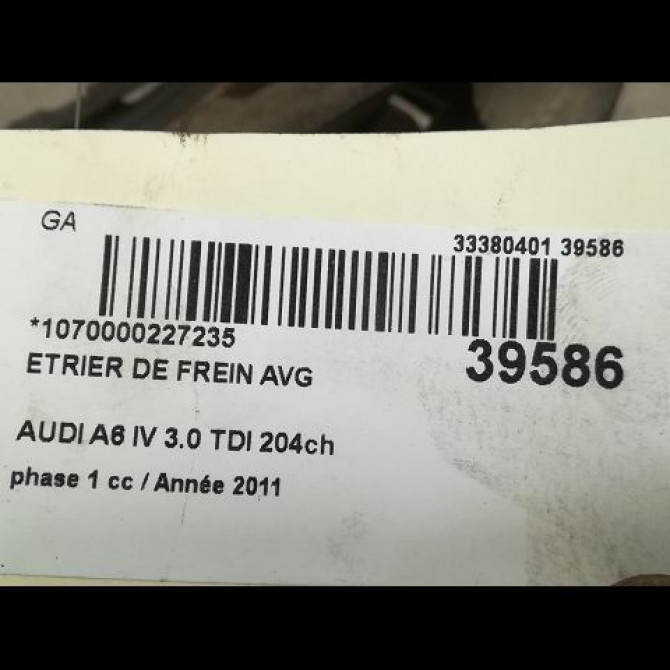 GA
33380401 39586
*1070000227235
39586
ETRIER DE FREIN AVG
AUDI A6 IV 3.0 TDI 204ch
phase 1 cc / Année 2011